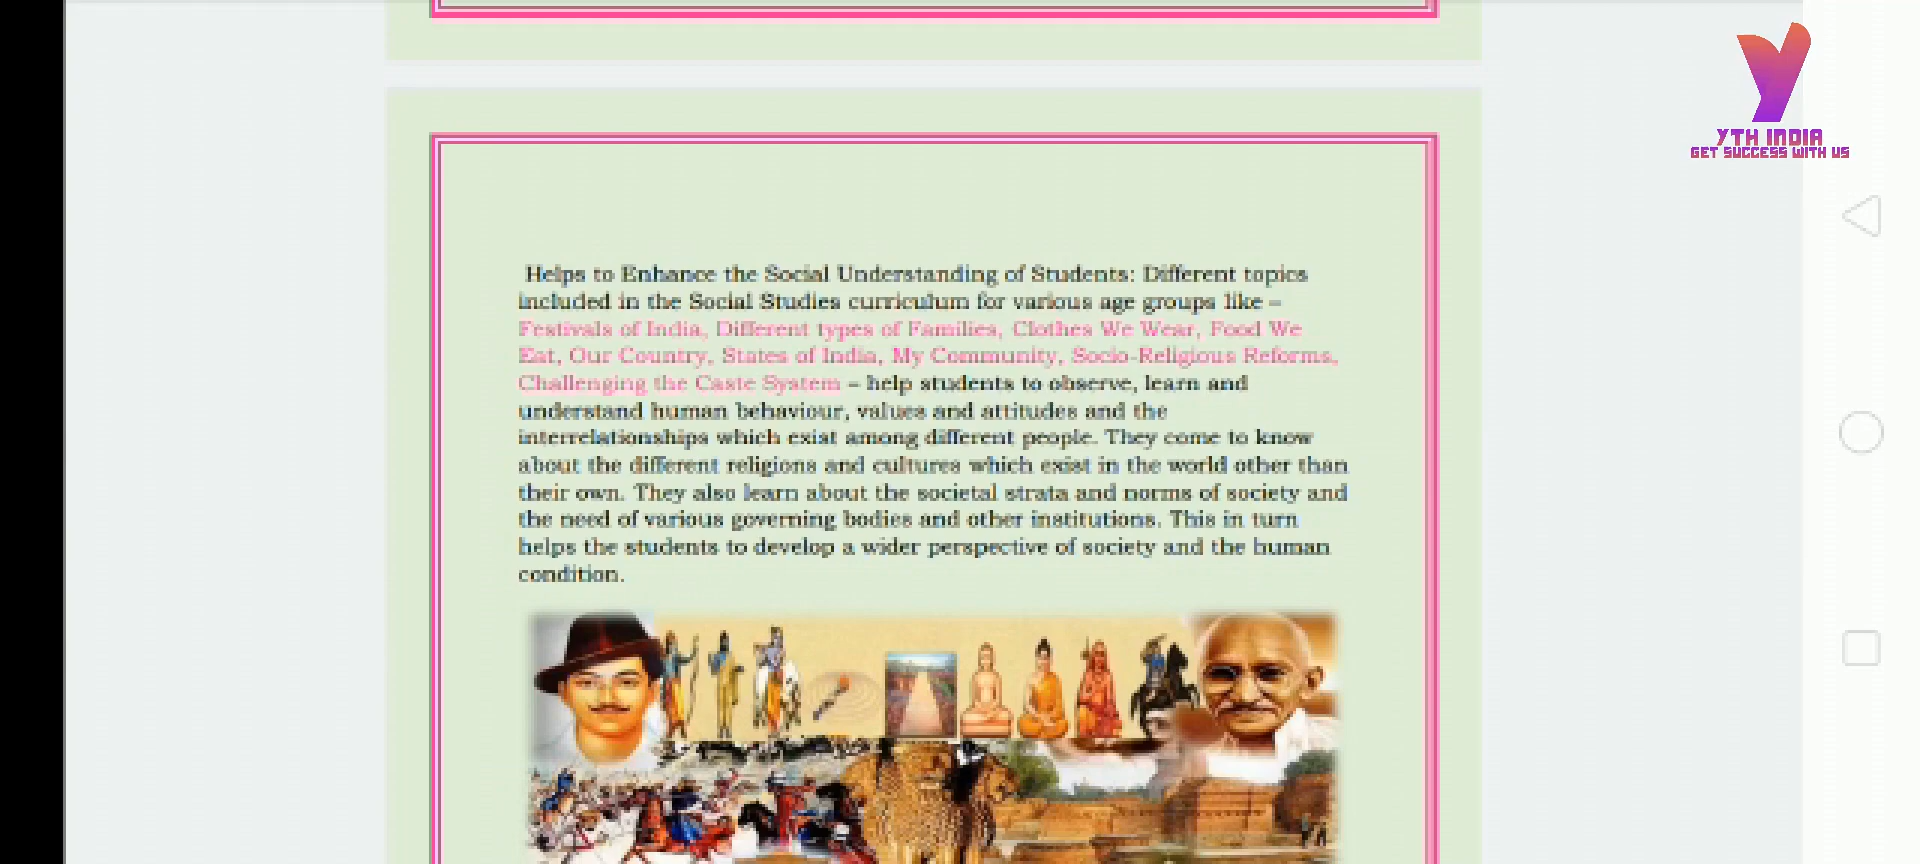 YTH INDIA
GET SUCCESS WITH US
Helps to Enhance the Social Understanding of Students: Different topics
included in the Social Studies curriculum for various age groups like –
Festivals of India, Different types of Families, Clothes We Wear, Food We
Eat, Our Country, States of India, My Community, Socio-Religious Reforms,
Challenging the Caste System – help students to observe, learn and
understand human behaviour, values and attitudes and the
interrelationships which exist among different people. They come to know
about the different religions and cultures which exist in the world other than
their own. They also learn about the societal strata and norms of society and
the need of various governing bodies and other institutions. This in turn
helps the students to develop a wider perspective of society and the human
condition.